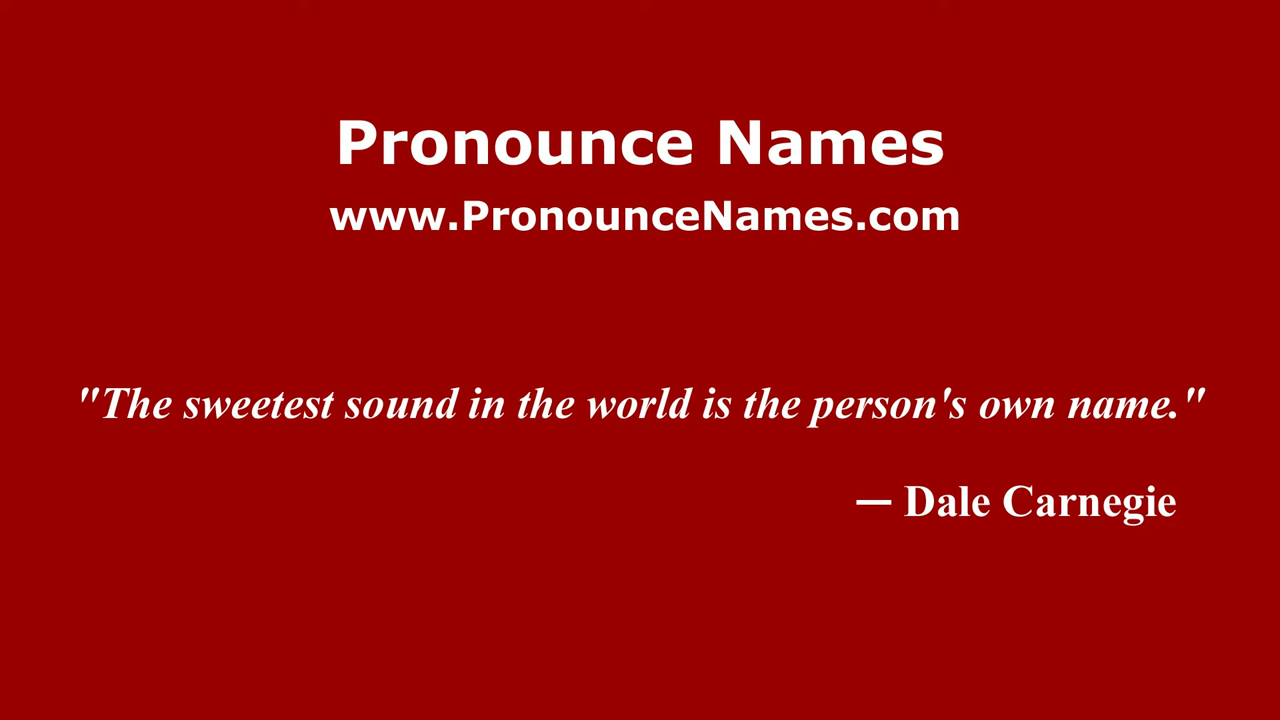 Pronounce Names
www.PronounceNames.com
"The sweetest sound in the world is the person's own name."
— Dale Carnegie